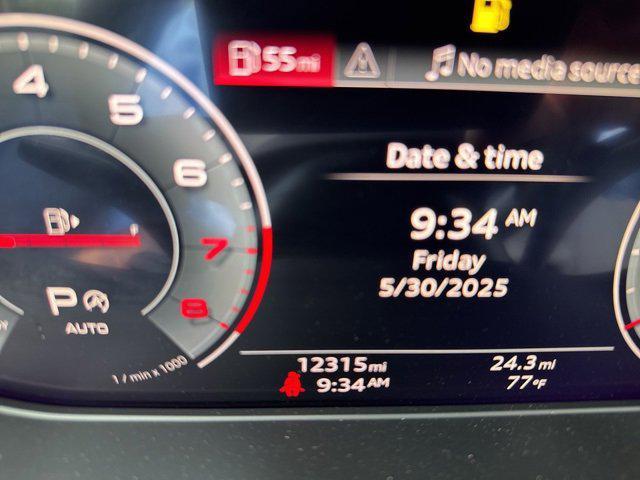 55mi
No media source
4
5
6
7
8
P
AUTO
1 / min x 1000
Date & time
9:34 AM
Friday
5/30/2025
12315mi
24.3mi
9:34AM
77°F